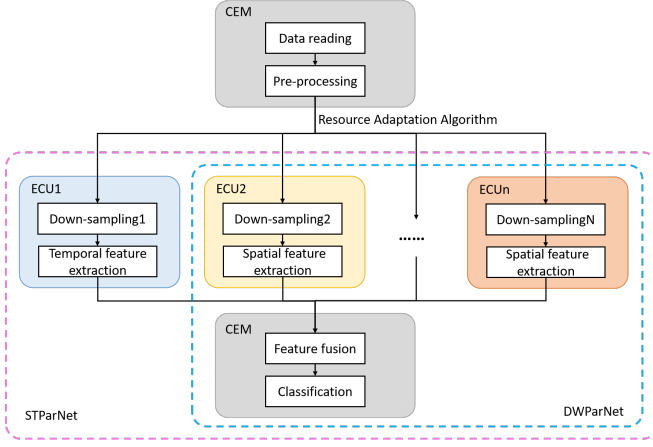 CEM
Data reading
Pre-processing
Resource Adaptation Algorithm
ECU1
Down-sampling1
Temporal feature
extraction
ECU2
Down-sampling2
Spatial feature
extraction
......
ECUn
Down-samplingN
Spatial feature
extraction
CEM
Feature fusion
Classification
STParNet
DWParNet